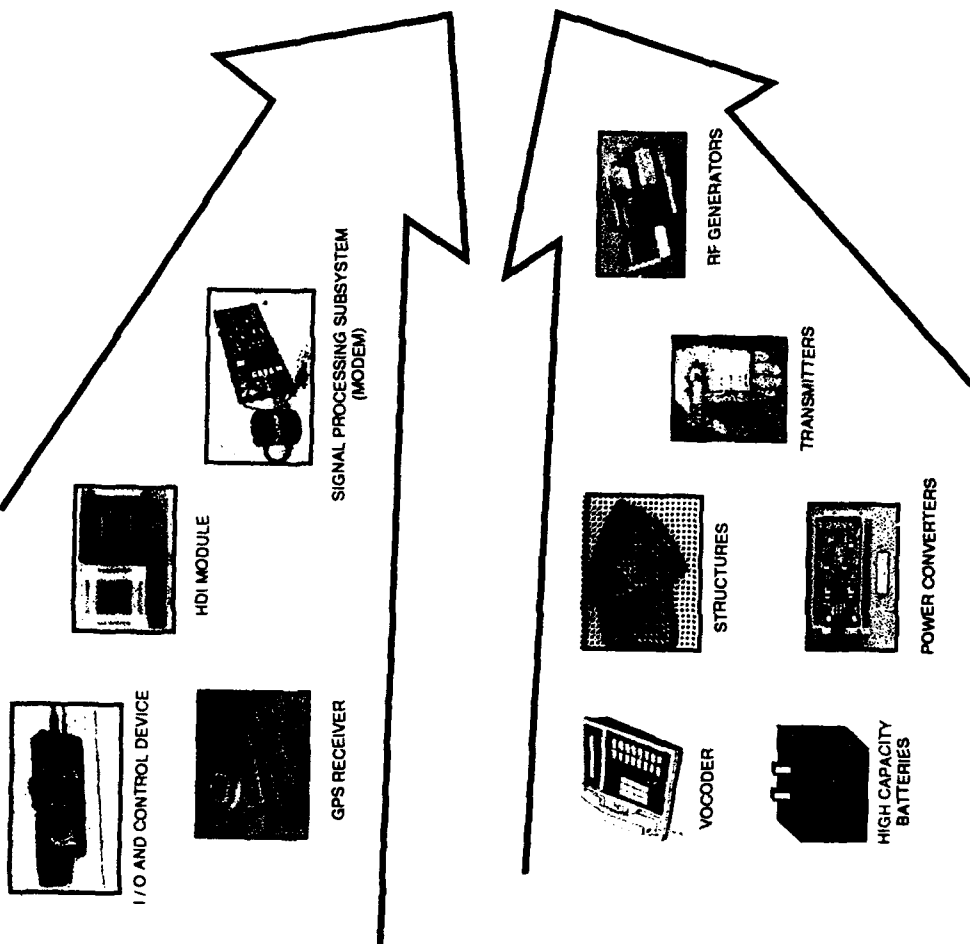 I / O AND CONTROL DEVICE
GPS RECEIVER
HDI MODULE
SIGNAL PROCESSING SUBSYSTEM
(MODEM)
VOCODER
HIGH CAPACITY
BATTERIES
STRUCTURES
POWER CONVERTERS
TRANSMITTERS
RF GENERATORS